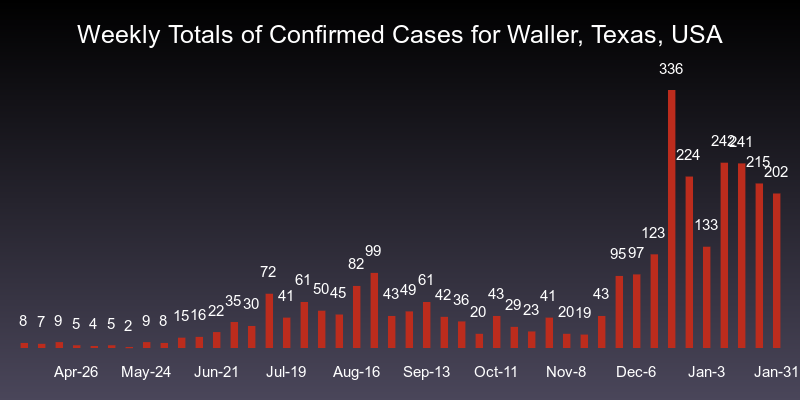 Weekly Totals of Confirmed Cases for Waller, Texas, USA
8 7 9 5 4 5 2 9 8 15 16 22 35 30 72 41 61 50 45 82 99 43 49 61 42 36 20 43 29 23 41 20 19 43 95 97 123 336 224 133 242 241 215 202
Apr-26 May-24 Jun-21 Jul-19 Aug-16 Sep-13 Oct-11 Nov-8 Dec-6 Jan-3 Jan-31